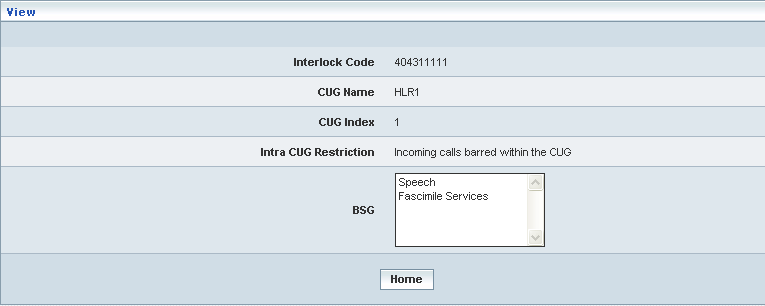 View
Interlock Code 404311111
CUG Name HLR1
CUG Index 1
Intra CUG Restriction Incoming calls barred within the CUG
BSG Speech
Fascimile Services
Home